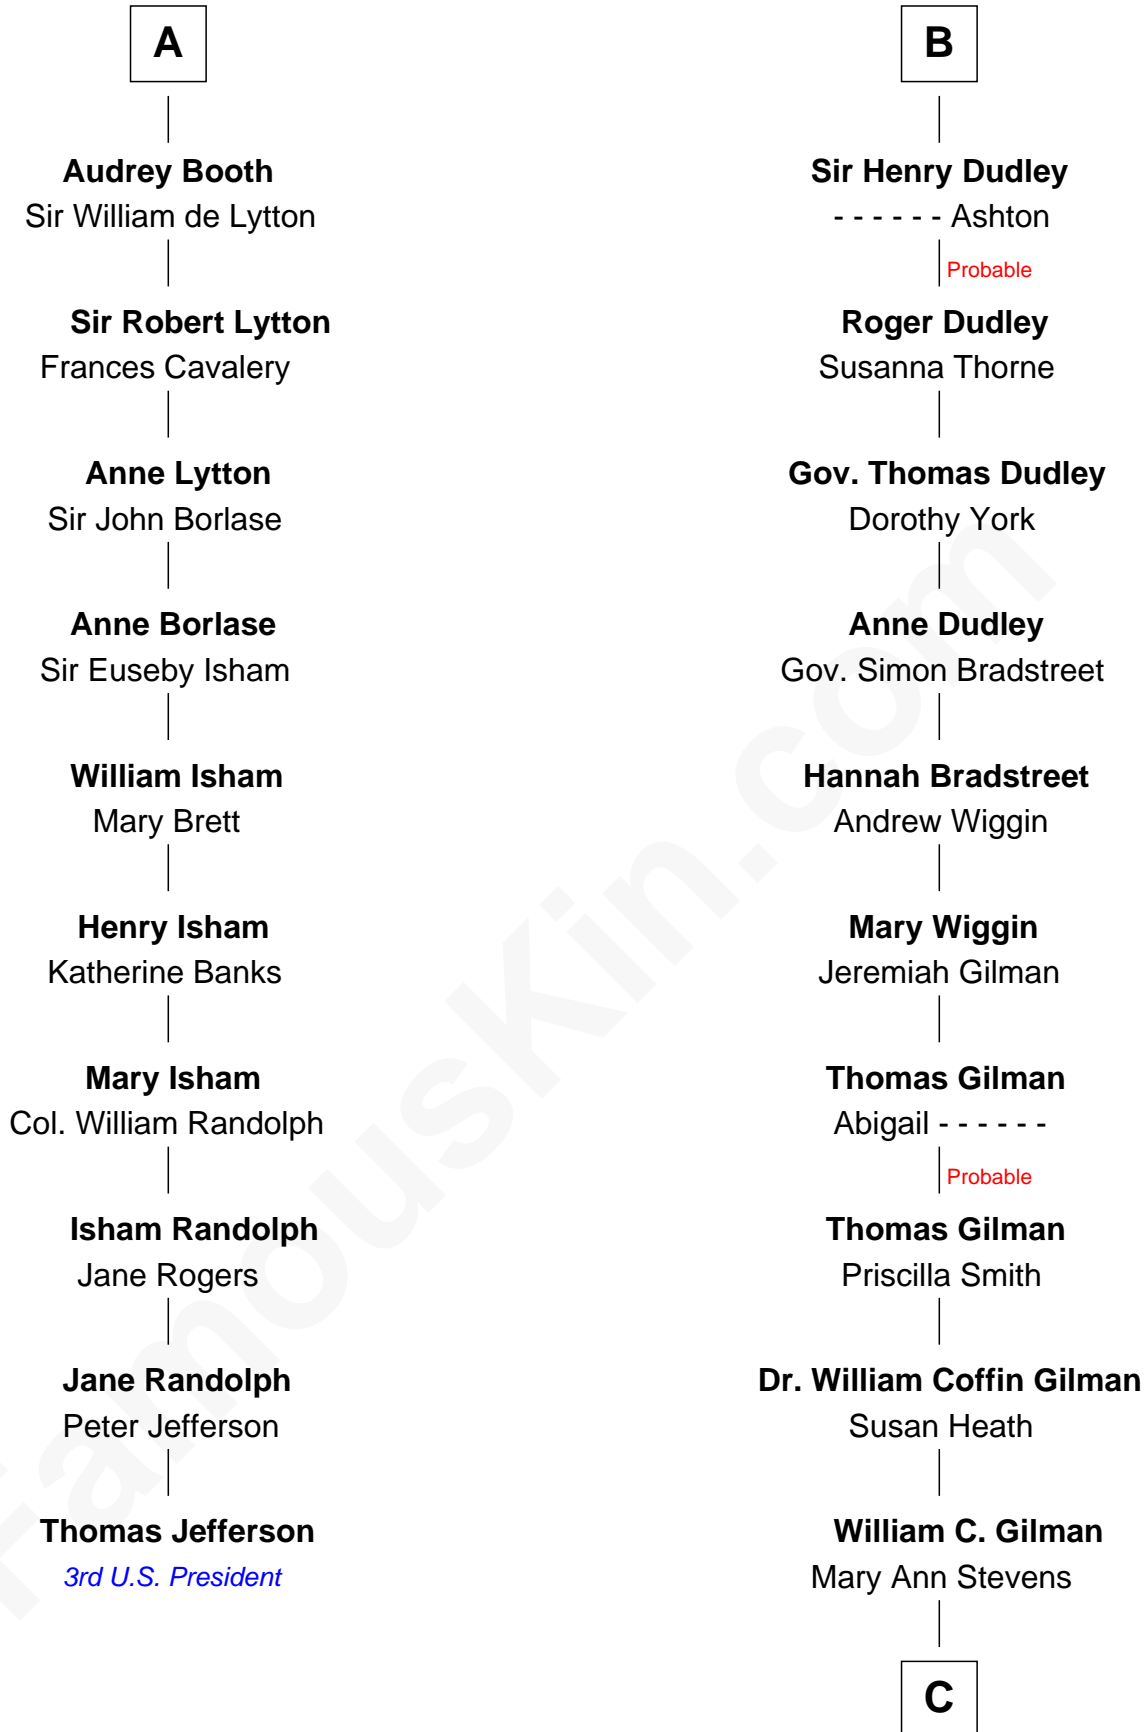 A
Audrey Booth
Sir William de Lytton
Sir Robert Lytton
Frances Cavalery
Anne Lytton
Sir John Borlase
Anne Borlase
Sir Euseby Isham
William Isham
Mary Brett
Henry Isham
Katherine Banks
Mary Isham
Col. William Randolph
Isham Randolph
Jane Rogers
Jane Randolph
Peter Jefferson
Thomas Jefferson
3rd U.S. President
B
Sir Henry Dudley
- - - - - - Ashton
Probable
Roger Dudley
Susanna Thorne
Gov. Thomas Dudley
Dorothy York
Anne Dudley
Gov. Simon Bradstreet
Hannah Bradstreet
Andrew Wiggin
Mary Wiggin
Jeremiah Gilman
Thomas Gilman
Abigail - - - - - -
Probable
Thomas Gilman
Priscilla Smith
Dr. William Coffin Gilman
Susan Heath
William C. Gilman
Mary Ann Stevens
C
FamousKin.com